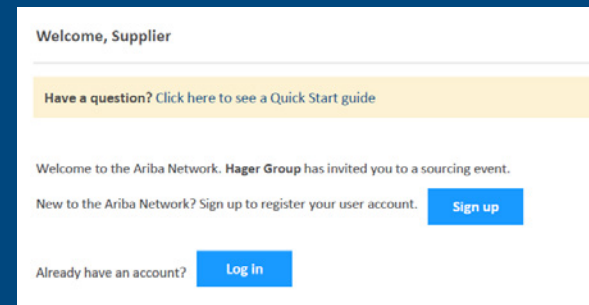 Welcome, Supplier
Have a question? Click here to see a Quick Start guide
Welcome to the Ariba Network. Hager Group has invited you to a sourcing event.
New to the Ariba Network? Sign up to register your user account. Sign up
Already have an account? Log in